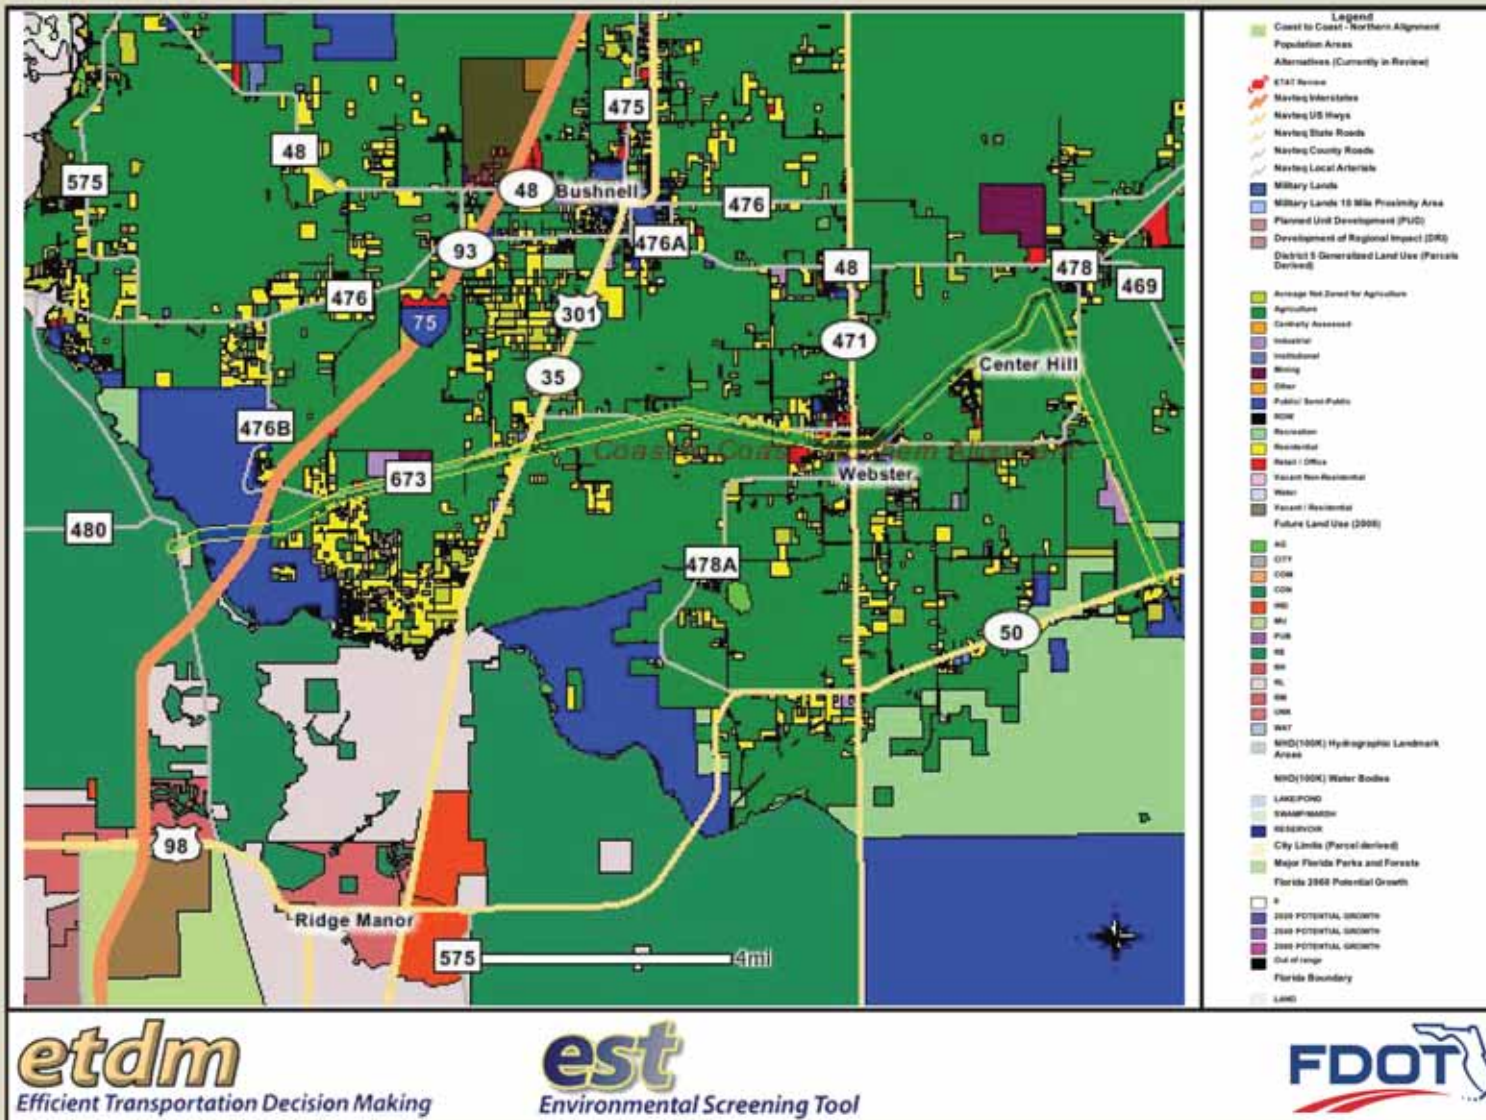 475
48
575
48
Bushnell
476
93
476A
48
478
469
476
75
301
471
35
Center Hill
476B
Coast to Coast - Northern Alignment
673
Webster
480
478A
50
98
Ridge Manor
575
4mi
Legend
Coast to Coast - Northern Alignment
Population Areas
Alternatives (Currently in Review)
ETAT Review
Navteq Interstates
Navteq US Hwys
Navteq State Roads
Navteq County Roads
Navteq Local Arterials
Military Lands
Military Lands 10 Mile Proximity Area
Planned Unit Development (PUD)
Development of Regional Impact (DRI)
District 5 Generalized Land Use (Parcels
Derived)
Acreage Not Zoned for Agriculture
Agriculture
Centrally Assessed
Industrial
Institutional
Mining
Other
Public/ Semi-Public
ROW
Recreation
Residential
Retail / Office
Vacant Non-Residential
Water
Vacant / Residential
Future Land Use (2008)
AG
CITY
COM
CON
IND
MU
PUB
RE
RH
RL
RM
WAT
NHD(100K) Hydrographic Landmark
Areas
NHD(100K) Water Bodies
LAKE/POND
SWAMP/MARSH
RESERVOIR
City Limits (Parcel derived)
Major Florida Parks and Forests
Florida 2060 Potential Growth
0
2020 POTENTIAL GROWTH
2040 POTENTIAL GROWTH
2060 POTENTIAL GROWTH
Out of range
Florida Boundary
LAND
etdm
Efficient Transportation Decision Making
est
Environmental Screening Tool
FDOT